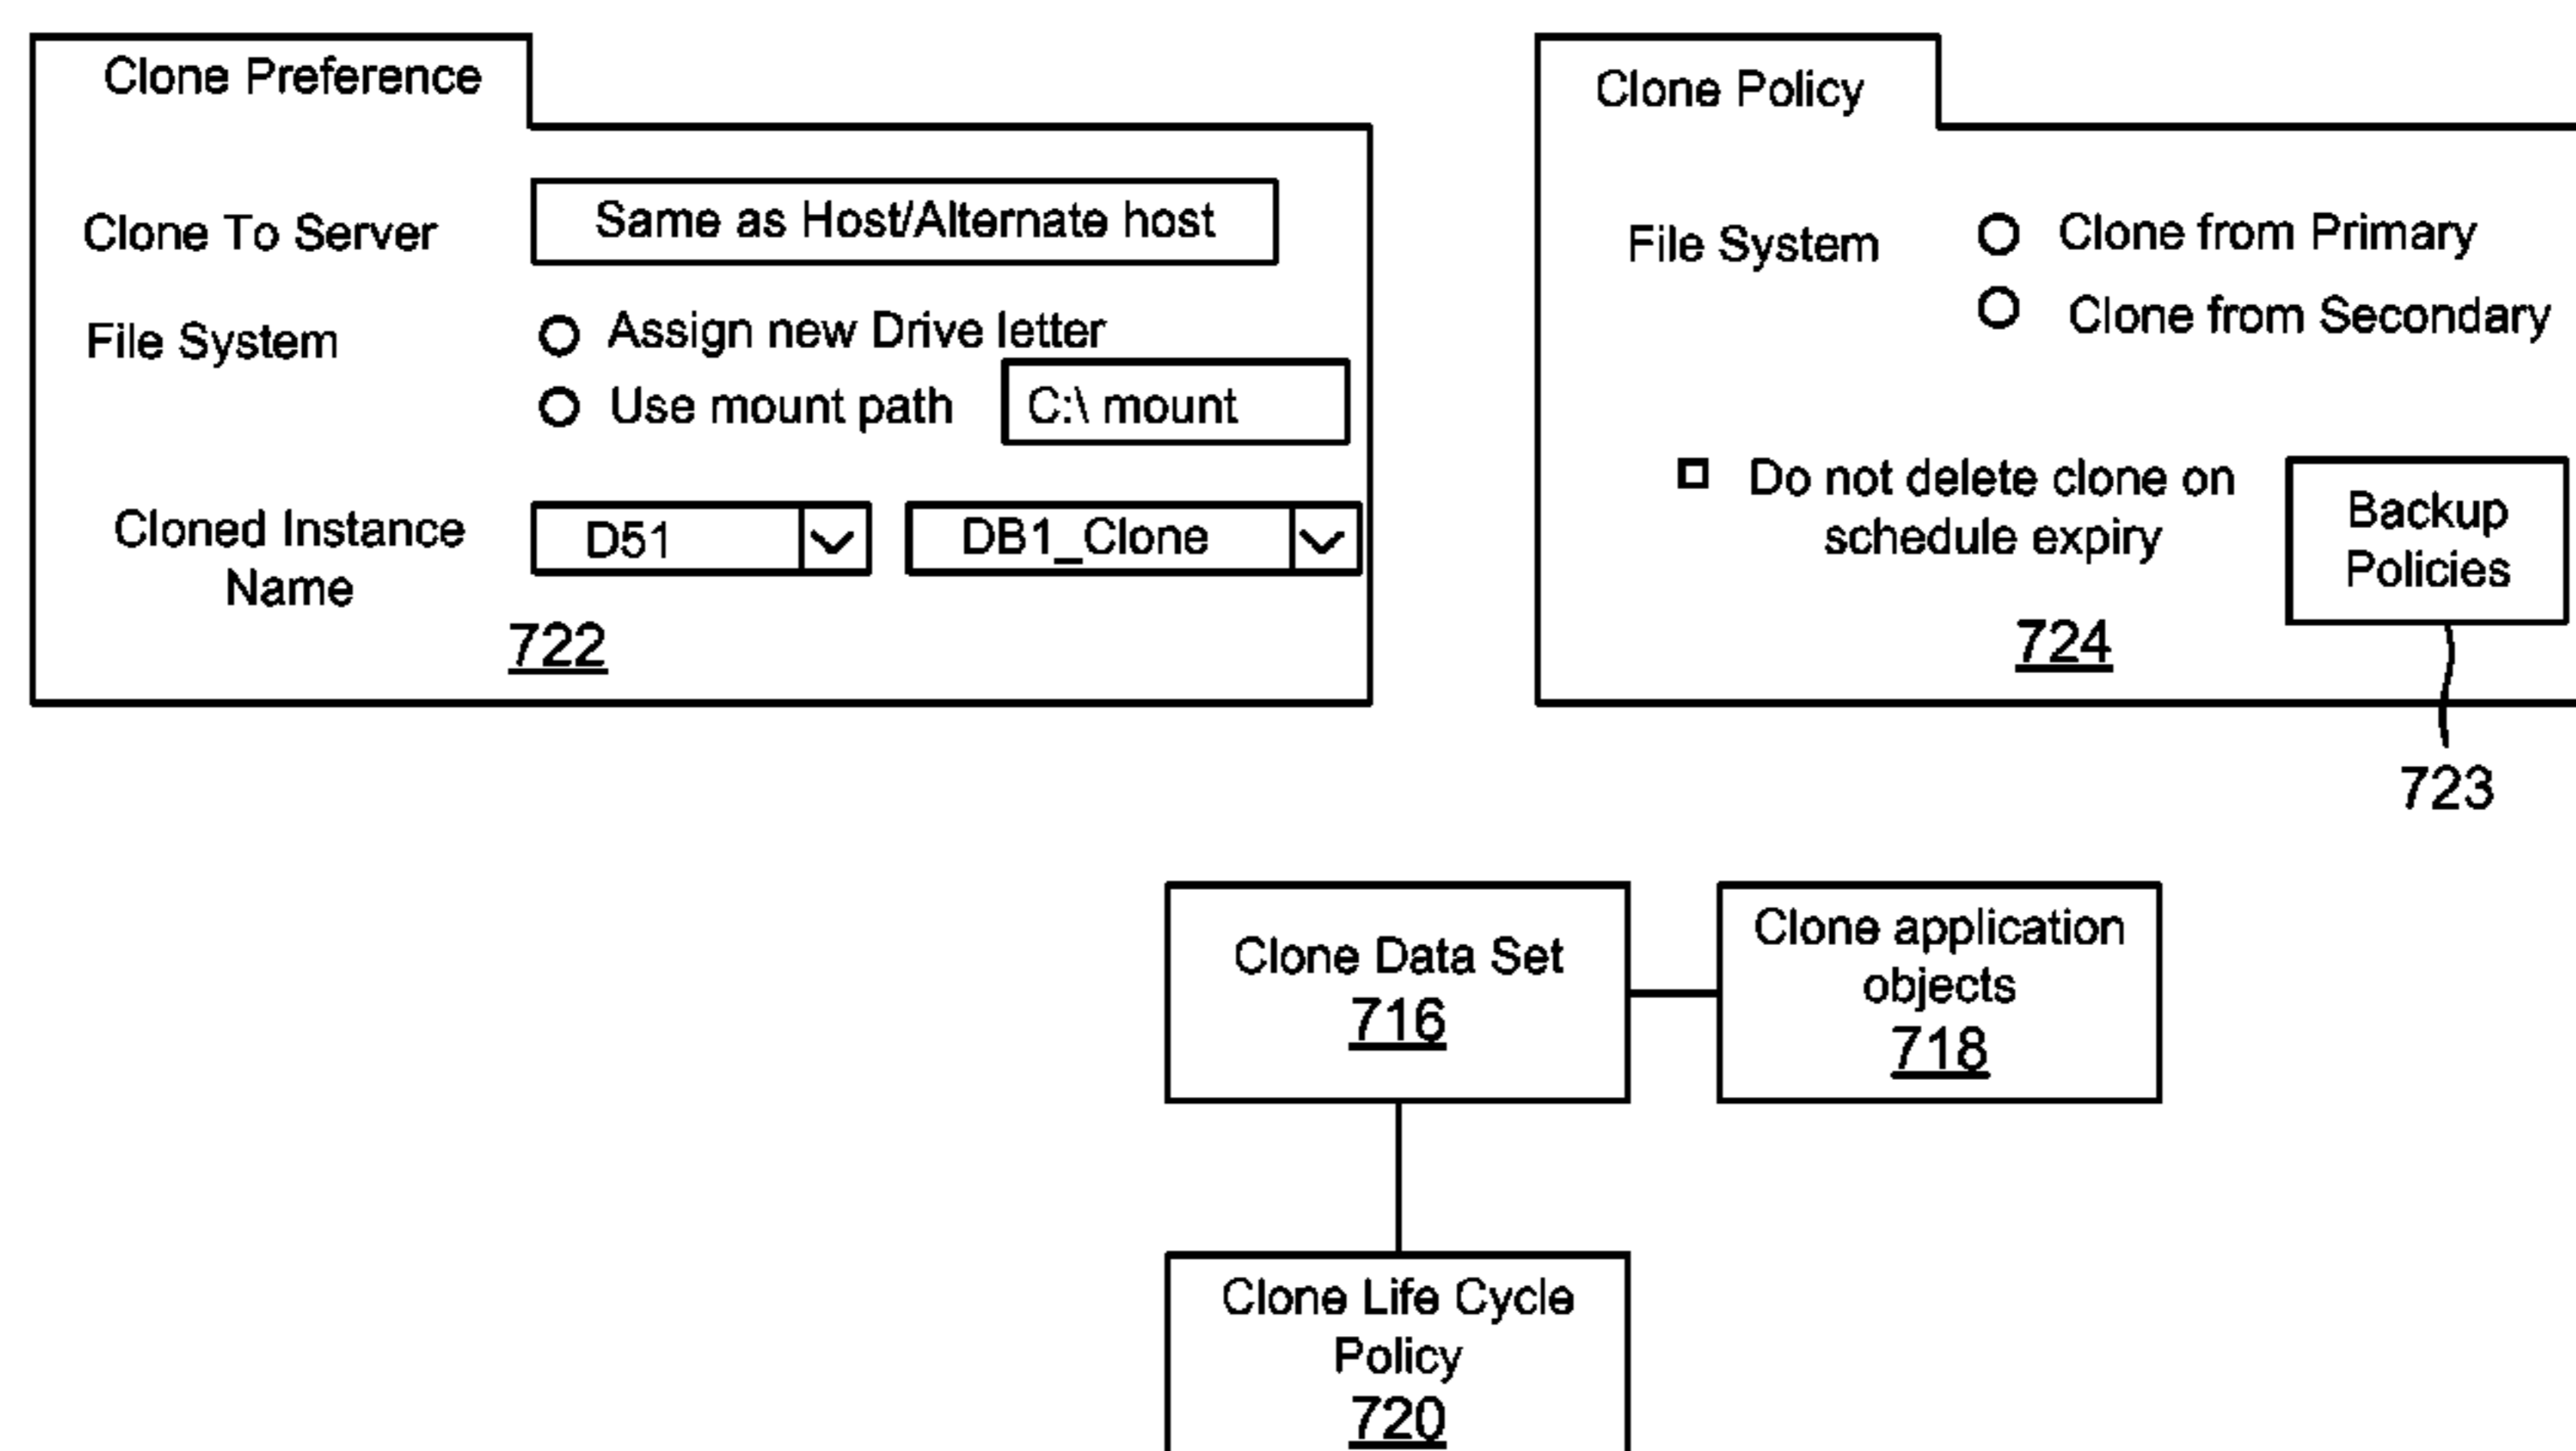 Clone Preference
Clone To Server
Same as Host/Alternate host
File System
Assign new Drive letter
Use mount path
C:\ mount
Cloned Instance
Name
D51
DB1_Clone
722
Clone Policy
File System
Clone from Primary
Clone from Secondary
Do not delete clone on
schedule expiry
Backup
Policies
724
723
Clone Data Set
716
Clone application
objects
718
Clone Life Cycle
Policy
720